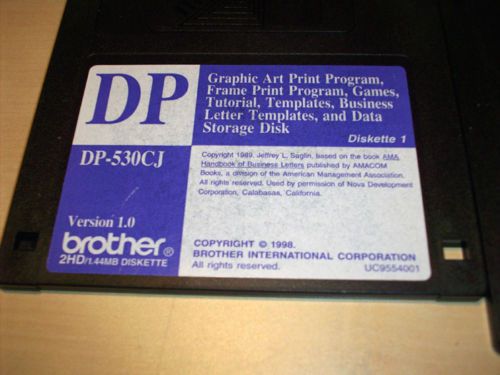 DP
Graphic Art Print Program,
Frame Print Program, Games,
Tutorial, Templates, Business
Letter Templates, and Data
Storage Disk
Diskette 1
DP-530CJ
Copyright 1989. Jeffrey L. Seglin, based on the book AMA
Handbook of Business Letters published by AMACOM
Books, a division of the American Management Association.
All rights reserved. Used by permission of Nova Development
Corporation, Calabasas, California.
Version 1.0
brother®
2HD/1.44MB DISKETTE
COPYRIGHT © 1998.
BROTHER INTERNATIONAL CORPORATION
All rights reserved.
UC9554001